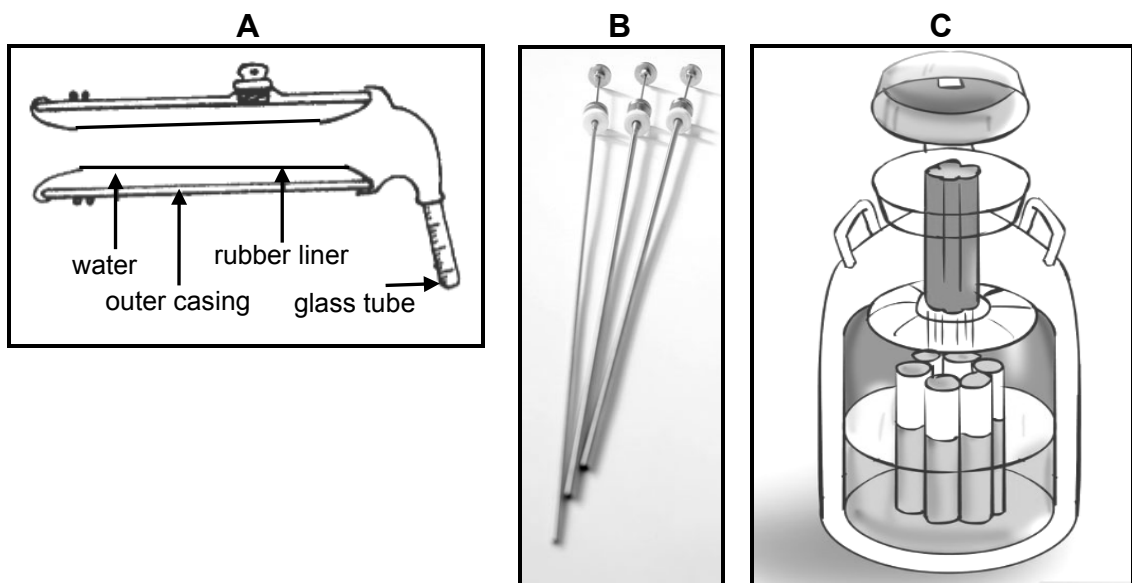 A
B
C
water
rubber liner
outer casing
glass tube